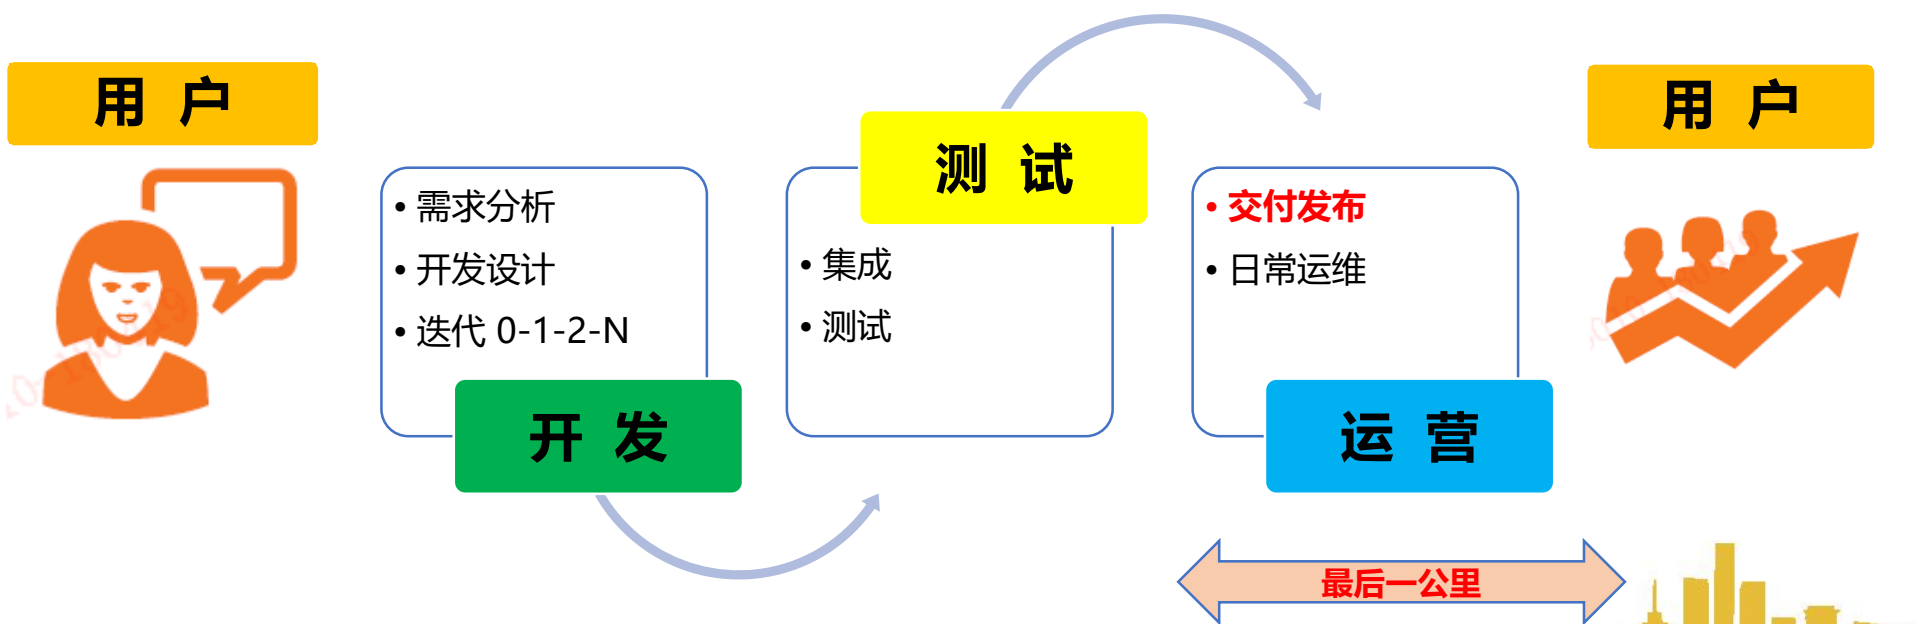 用 户
• 需求分析
• 开发设计
• 迭代 0-1-2-N
开 发
测 试
• 集成
• 测试
• 交付发布
• 日常运维
运 营
用 户
最后一公里